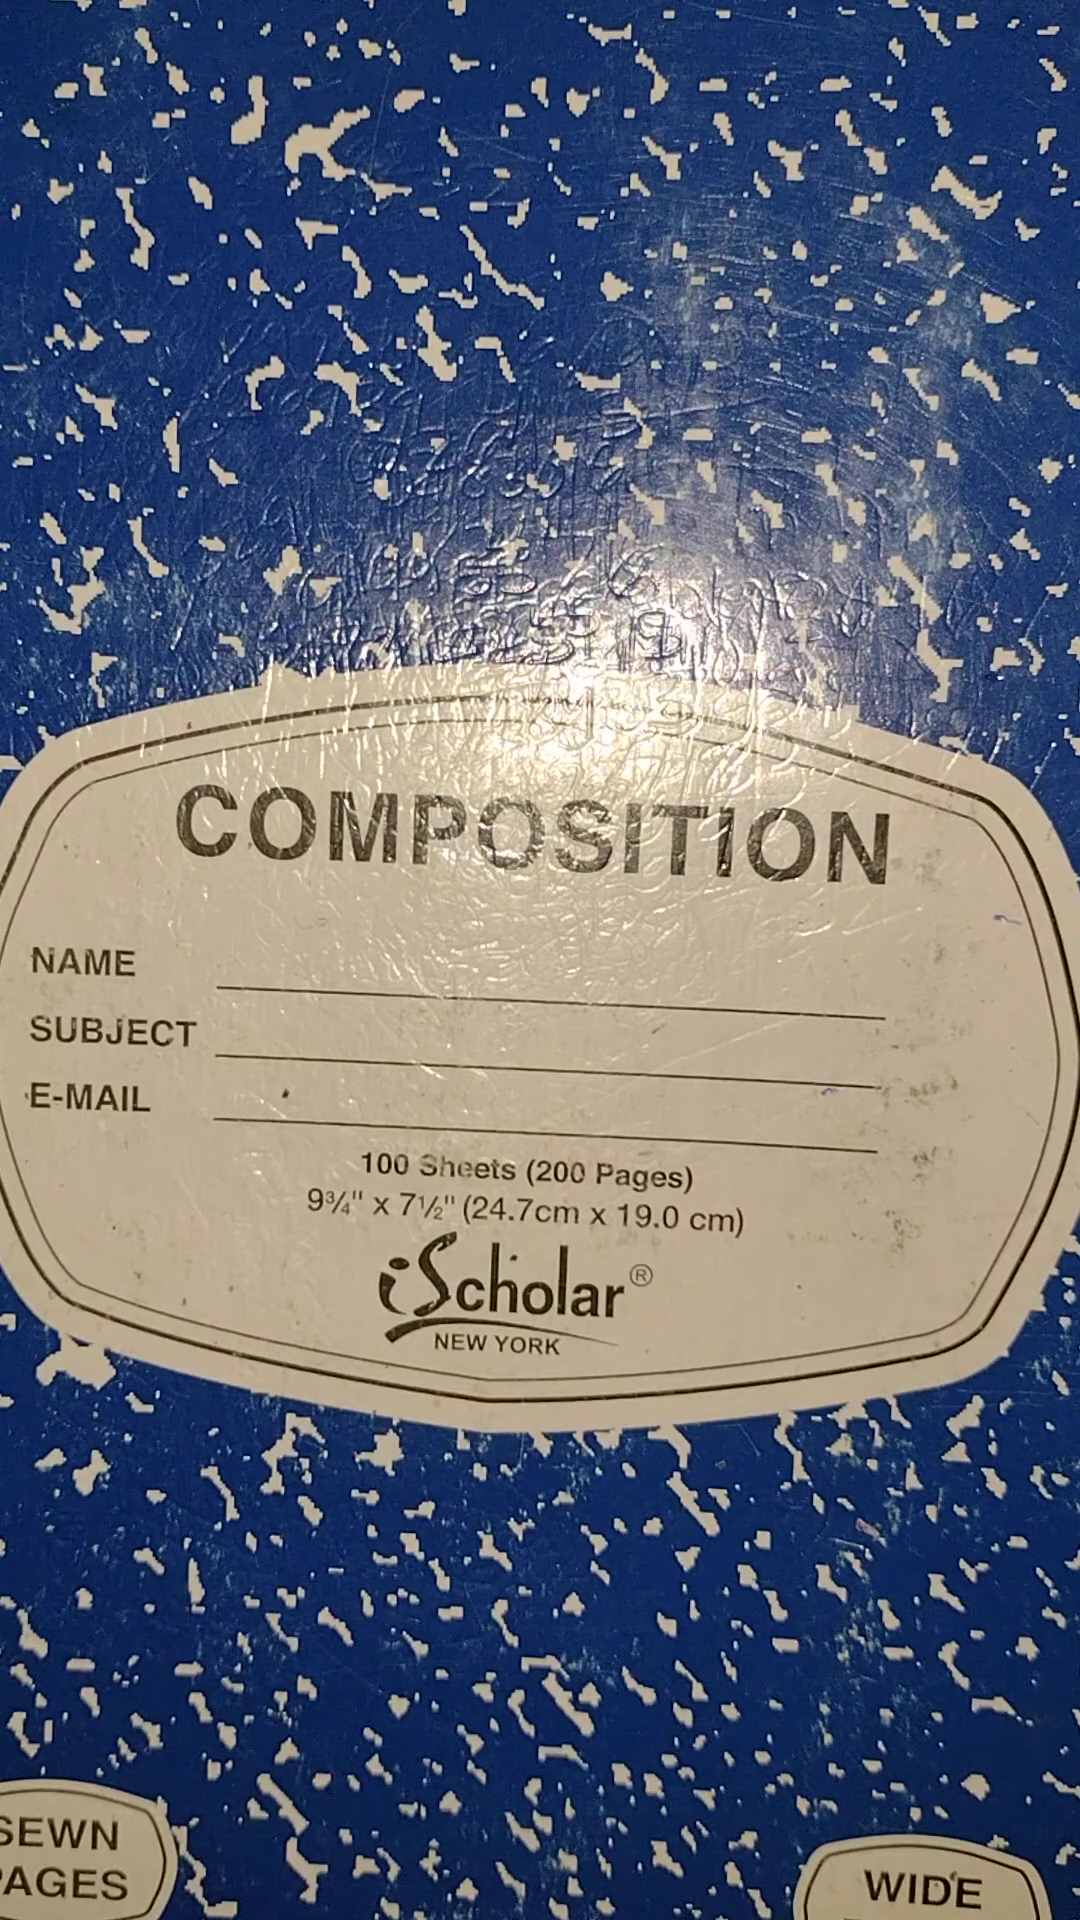 COMPOSITION
NAME
SUBJECT
E-MAIL
100 Sheets (200 Pages)
9¾" x 7½" (24.7cm x 19.0 cm)
iScholar®
NEW YORK
SEWN
PAGES
WIDE